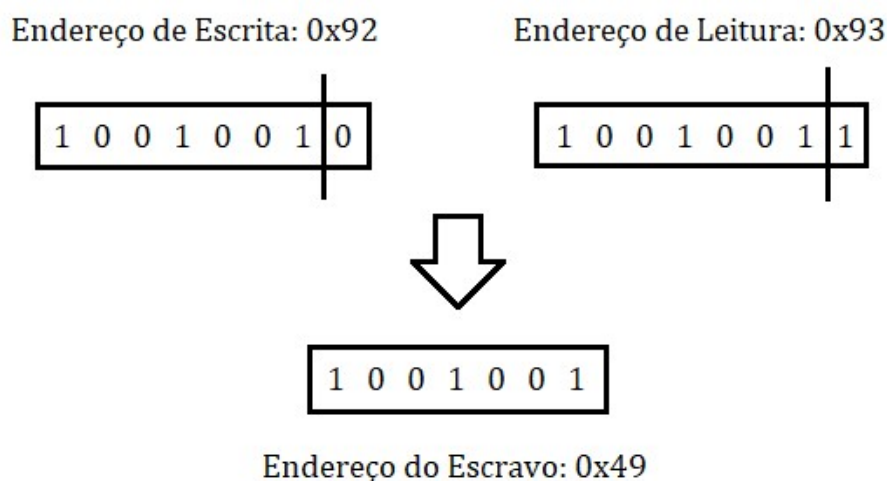 Endereço de Escrita: 0x92
Endereço de Leitura: 0x93
1 0 0 1 0 0 1 0
1 0 0 1 0 0 1 1
1 0 0 1 0 0 1
Endereço do Escravo: 0x49